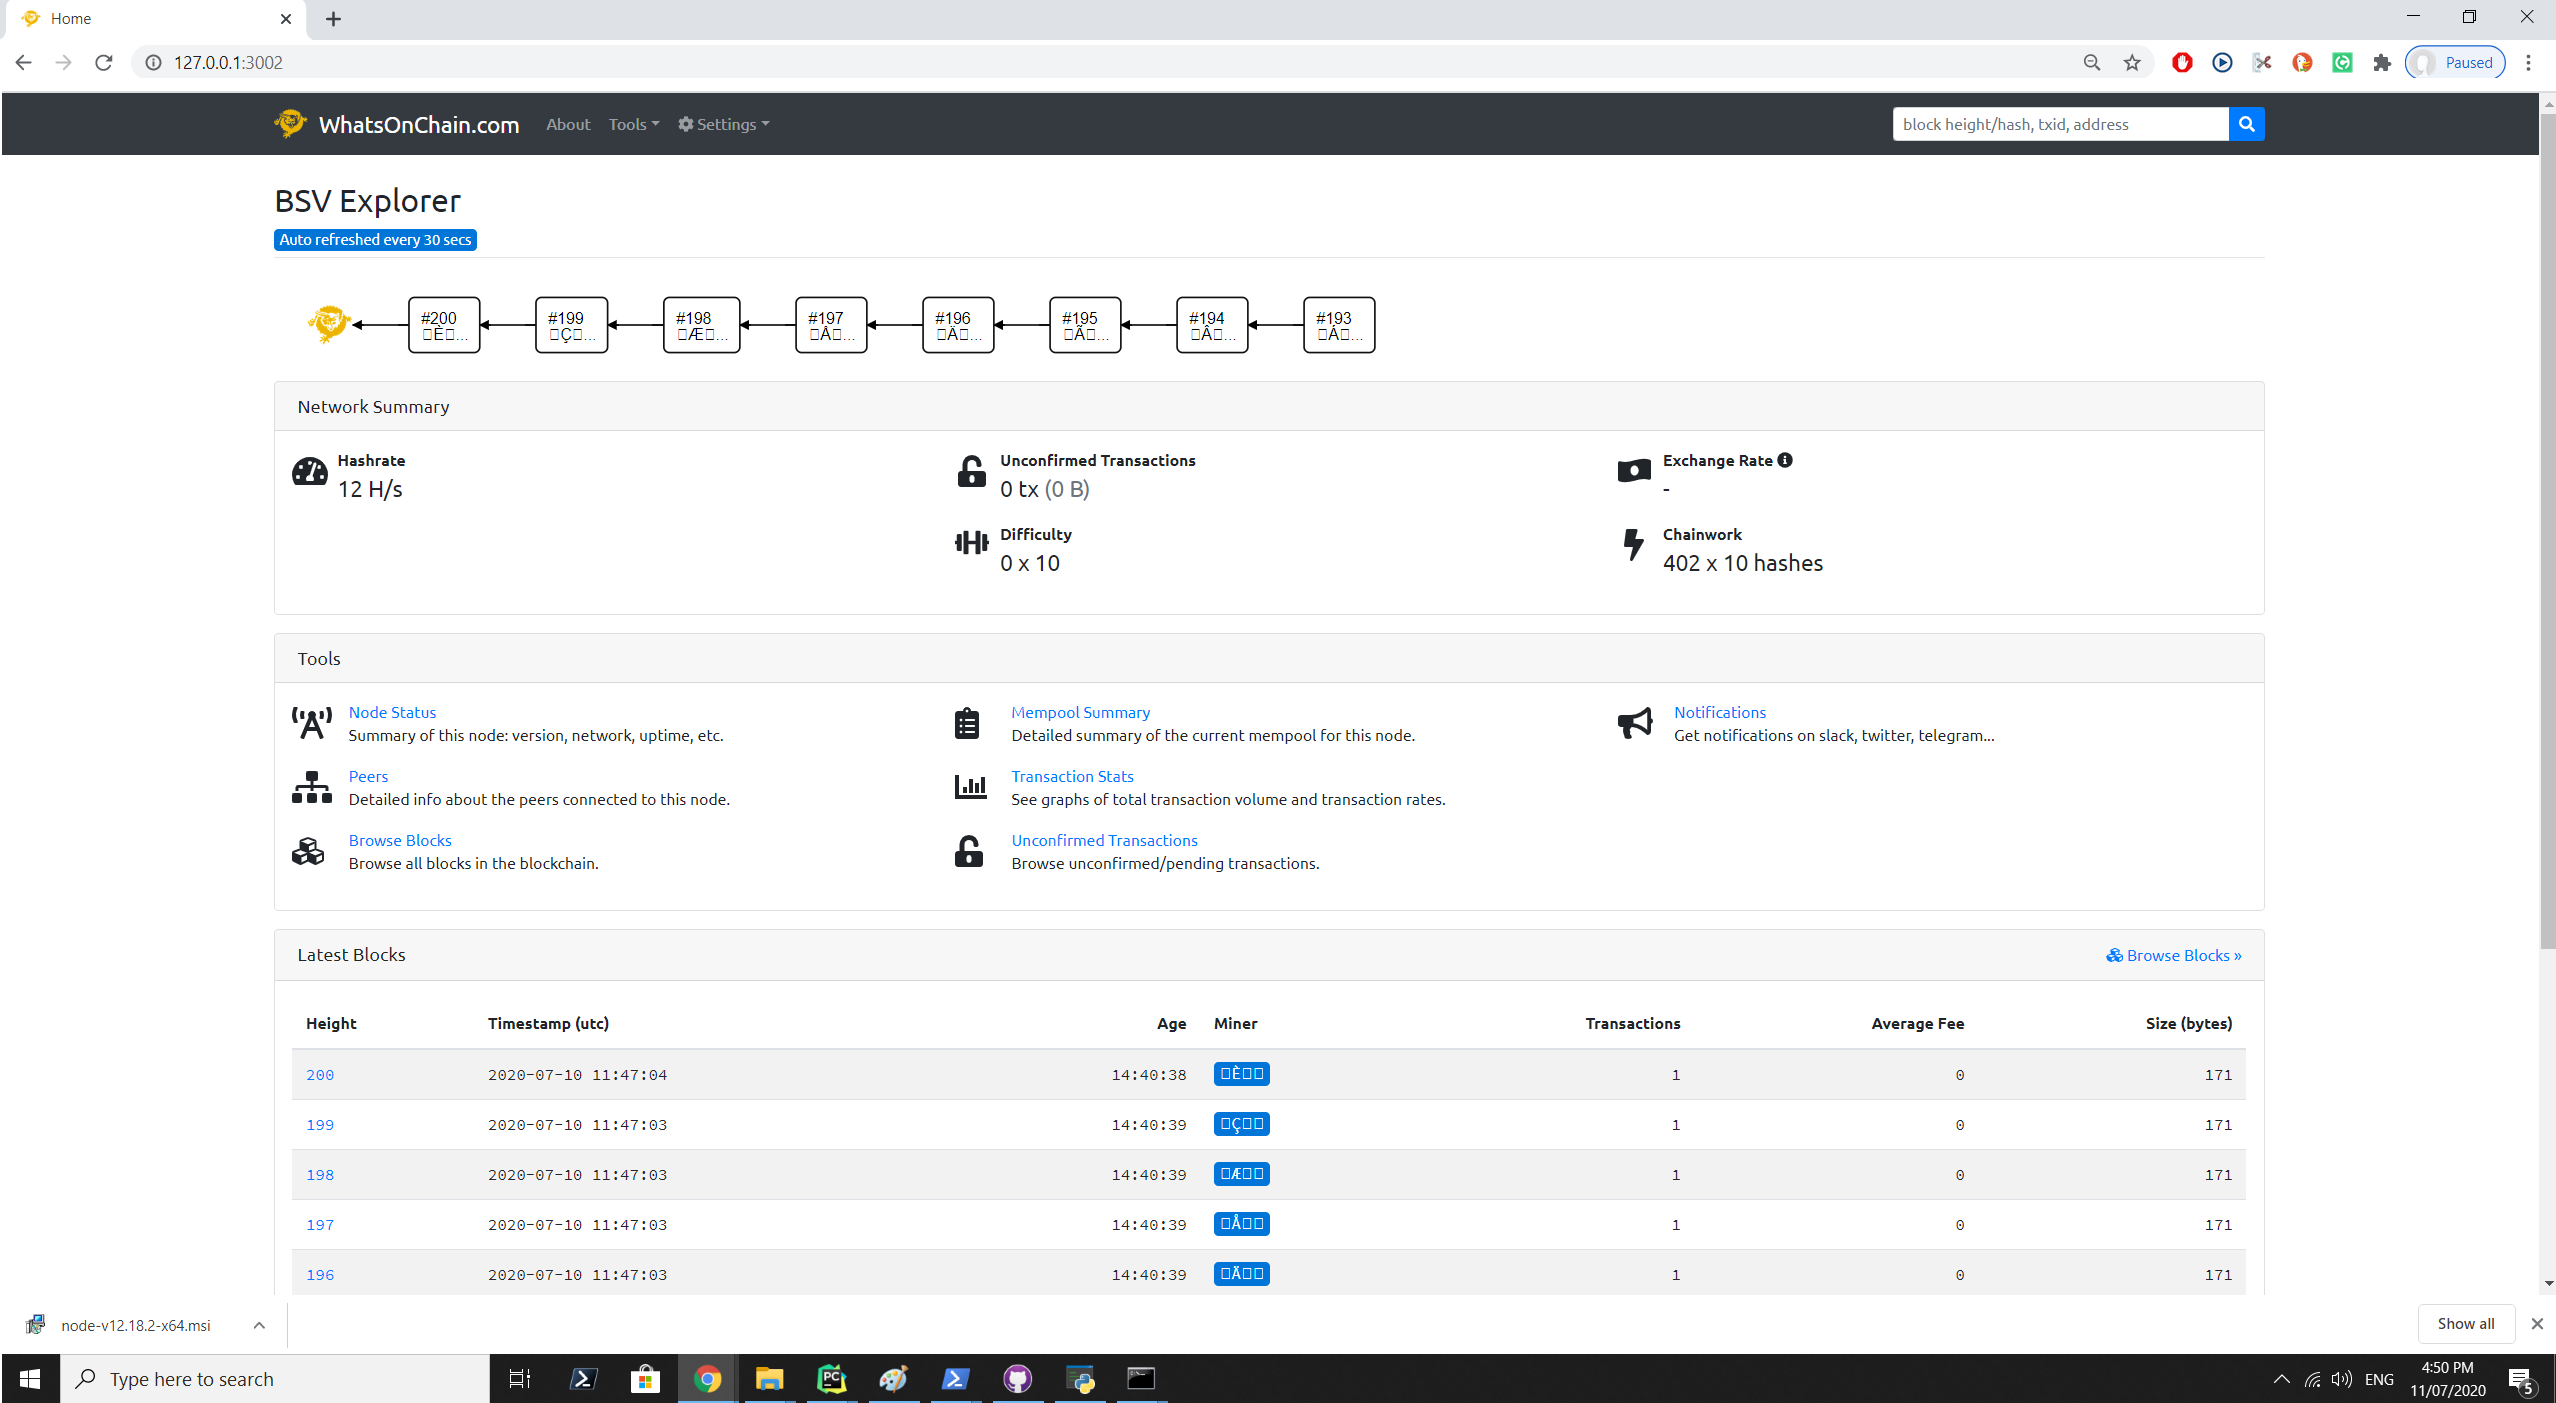 Home
127.0.0.1:3002
Paused
WhatsOnChain.com About Tools Settings block height/hash, txid, address
BSV Explorer
Auto refreshed every 30 secs
#200 #199 #198 #197 #196 #195 #194 #193
□È□... □Ç□... □Æ□... □Å□... □Ä□... □Ã□... □Â□... □Á□...
Network Summary
Hashrate Unconfirmed Transactions Exchange Rate
12 H/s 0 tx (0 B) -
Difficulty Chainwork
0 x 10 402 x 10 hashes
Tools
Node Status Mempool Summary Notifications
Summary of this node: version, network, uptime, etc. Detailed summary of the current mempool for this node. Get notifications on slack, twitter, telegram...
Peers Transaction Stats
Detailed info about the peers connected to this node. See graphs of total transaction volume and transaction rates.
Browse Blocks Unconfirmed Transactions
Browse all blocks in the blockchain. Browse unconfirmed/pending transactions.
Latest Blocks Browse Blocks »
Height Timestamp (utc) Age Miner Transactions Average Fee Size (bytes)
200 2020-07-10 11:47:04 14:40:38 □È□□ 1 0 171
199 2020-07-10 11:47:03 14:40:39 □Ç□□ 1 0 171
198 2020-07-10 11:47:03 14:40:39 □Æ□□ 1 0 171
197 2020-07-10 11:47:03 14:40:39 □Å□□ 1 0 171
196 2020-07-10 11:47:03 14:40:39 □Ä□□ 1 0 171
node-v12.18.2-x64.msi Show all
Type here to search
PC
ENG
4:50 PM
11/07/2020
5